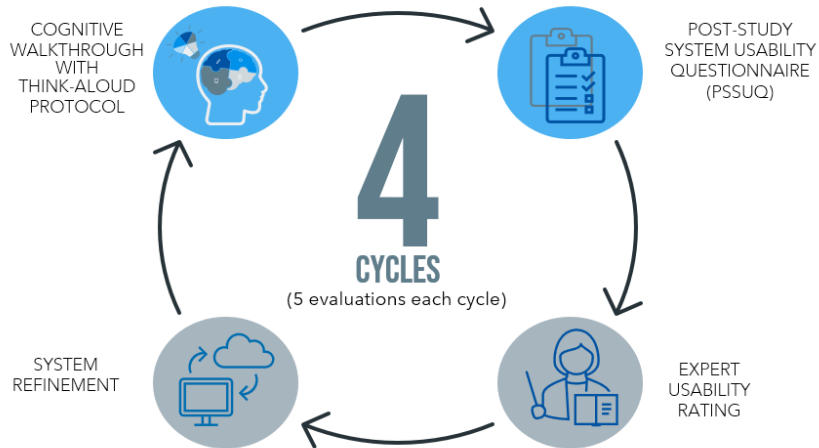 COGNITIVE
WALKTHROUGH
WITH
THINK-ALOUD
PROTOCOL
POST-STUDY
SYSTEM USABILITY
QUESTIONNAIRE
(PSSUQ)
4
CYCLES
(5 evaluations each cycle)
SYSTEM
REFINEMENT
EXPERT
USABILITY
RATING